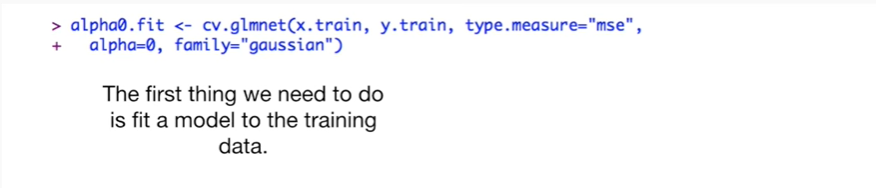 > alpha0.fit <- cv.glmnet(x.train, y.train, type.measure="mse",
+   alpha=0, family="gaussian")
The first thing we need to do
is fit a model to the training
data.